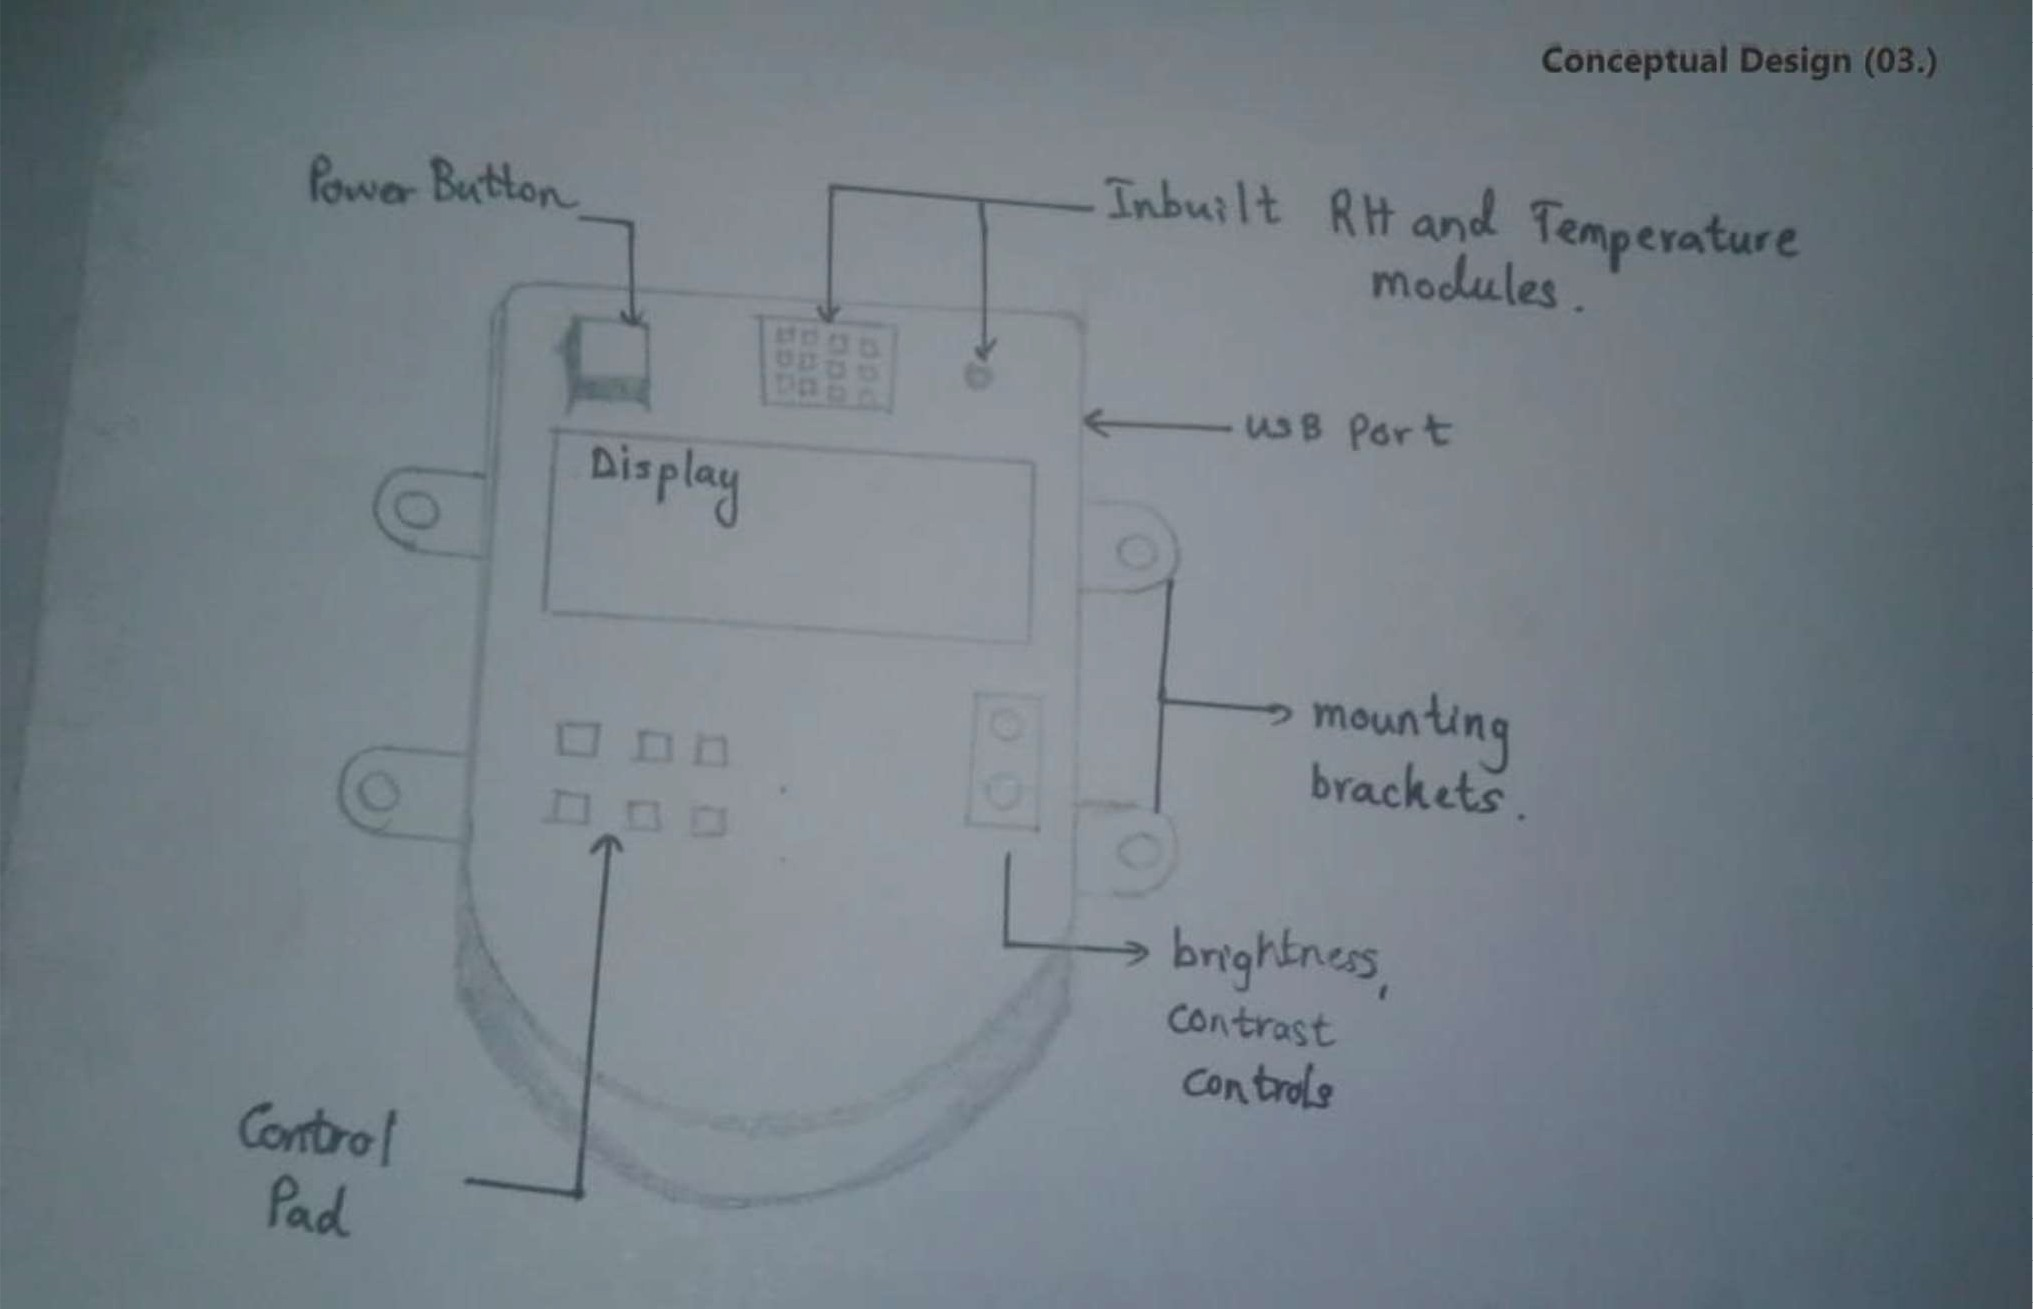 Conceptual Design (03.)
Power Button
Inbuilt RH and Temperature
modules.
USB Port
Display
mounting
brackets.
brightness,
contrast
controls
Control
Pad